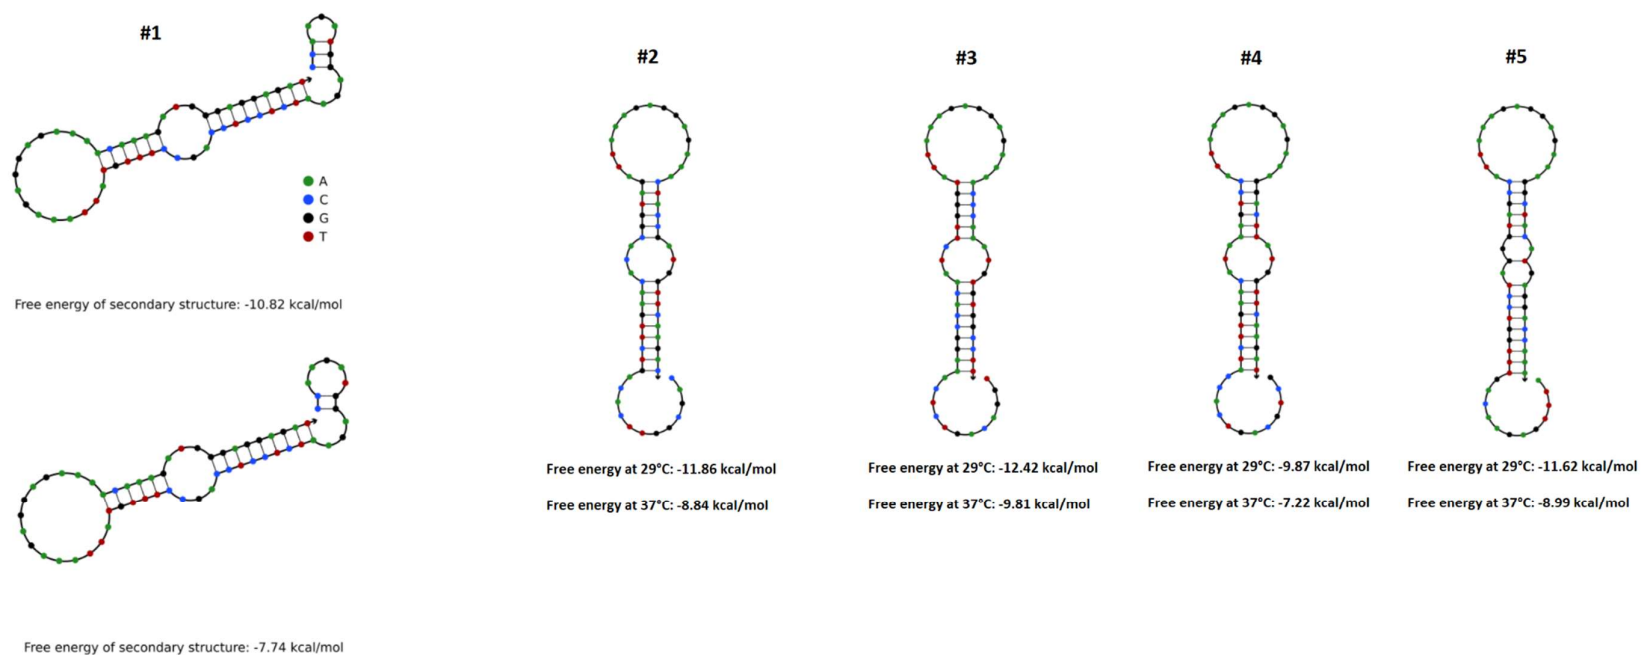 #1
#2
#3
#4
#5
A
C
G
T
Free energy of secondary structure: -10.82 kcal/mol
Free energy at 29°C: -11.86 kcal/mol
Free energy at 37°C: -8.84 kcal/mol
Free energy at 29°C: -12.42 kcal/mol
Free energy at 37°C: -9.81 kcal/mol
Free energy at 29°C: -9.87 kcal/mol
Free energy at 37°C: -7.22 kcal/mol
Free energy at 29°C: -11.62 kcal/mol
Free energy at 37°C: -8.99 kcal/mol
Free energy of secondary structure: -7.74 kcal/mol